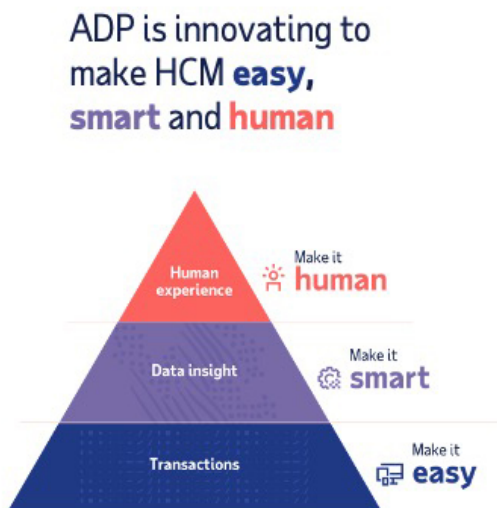 ADP is innovating to
make HCM easy,
smart and human
Human
experience
Make it
human
Data insight
Make it
smart
Transactions
Make it
easy